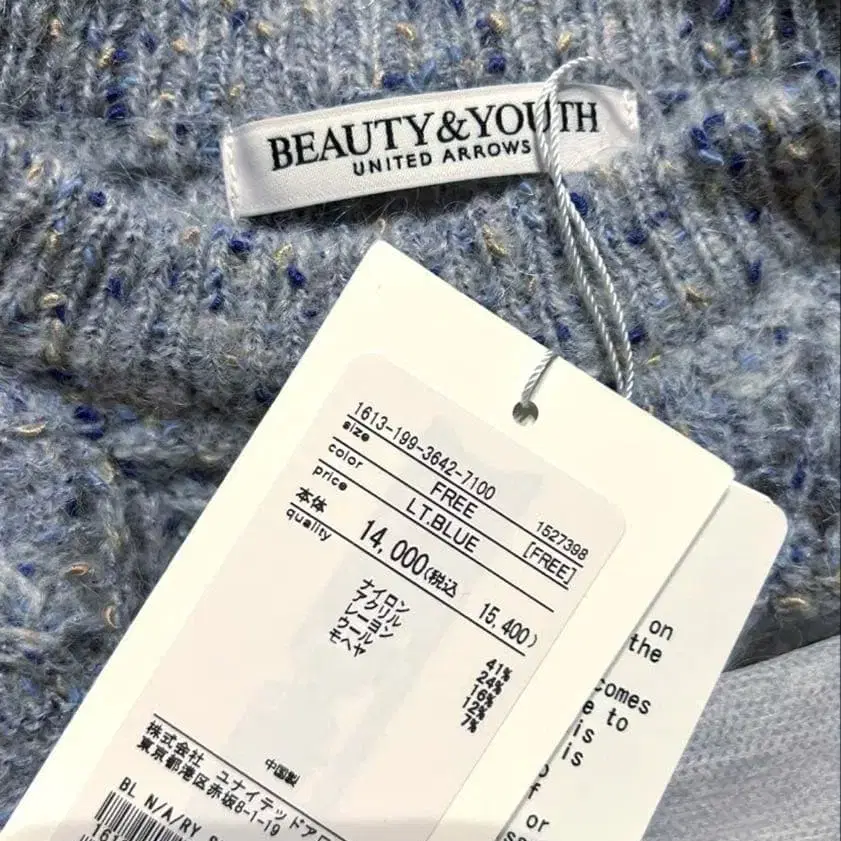 BEAUTY&YOUTH
UNITED ARROWS
1613-199-3642-7100
size FREE 1527398
color LT.BLUE [FREE]
price
本体 14,000(税込 15,400)
quality
ナイロン 41%
アクリル 24%
レーヨン 16%
ウール 12%
モヘヤ 7%
中国製
株式会社 ユナイテッドア
東京都港区赤坂8-1-19
BL N/A/RY
on
the
comes
e to
is
is
f
or